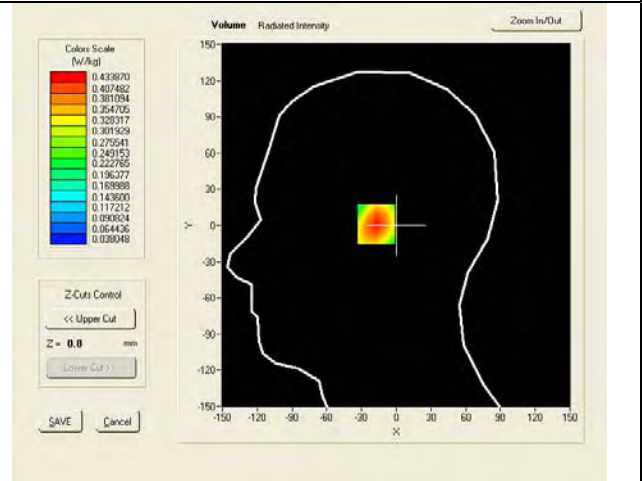 Volume Radiated Intensity
Zoom In/Out
Colors Scale
(W/kg)
0.433870
0.407482
0.381094
0.354705
0.328317
0.301929
0.275541
0.249153
0.222765
0.196377
0.169988
0.143600
0.117212
0.090824
0.064436
0.038048
Z-Cuts Control
<< Upper Cut
Z = 0.0 mm
Lower Cut >>
SAVE Cancel
150-
120-
90-
60-
30-
0-
-30-
-60-
-90-
-120-
-150-
Y
-150 -120 -90 -60 -30 0 30 60 90 120 150
X